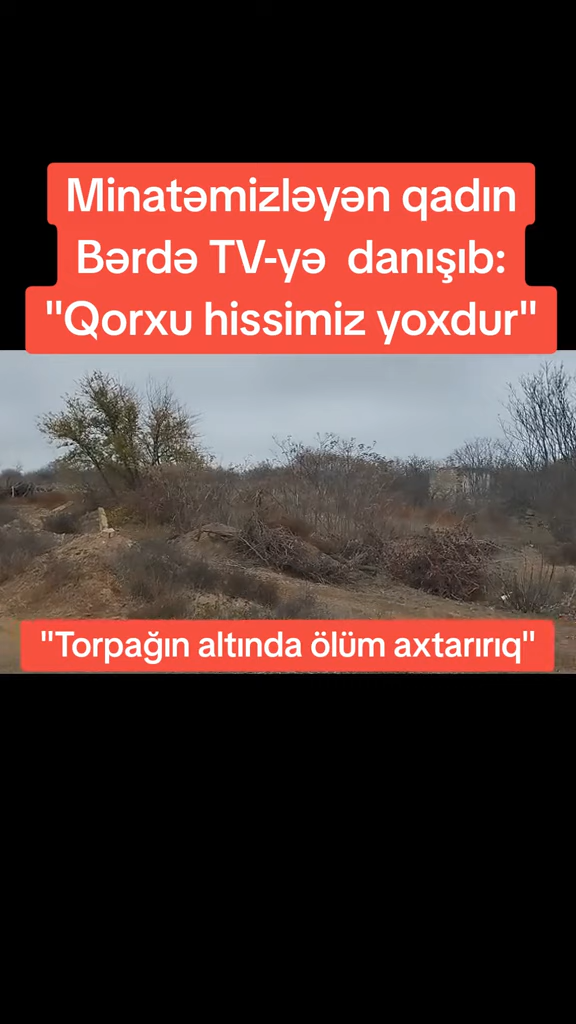 Minatəmizləyən qadın
Bərdə TV-yə danışıb:
"Qorxu hissimiz yoxdur"
"Torpağın altında ölüm axtarırıq"